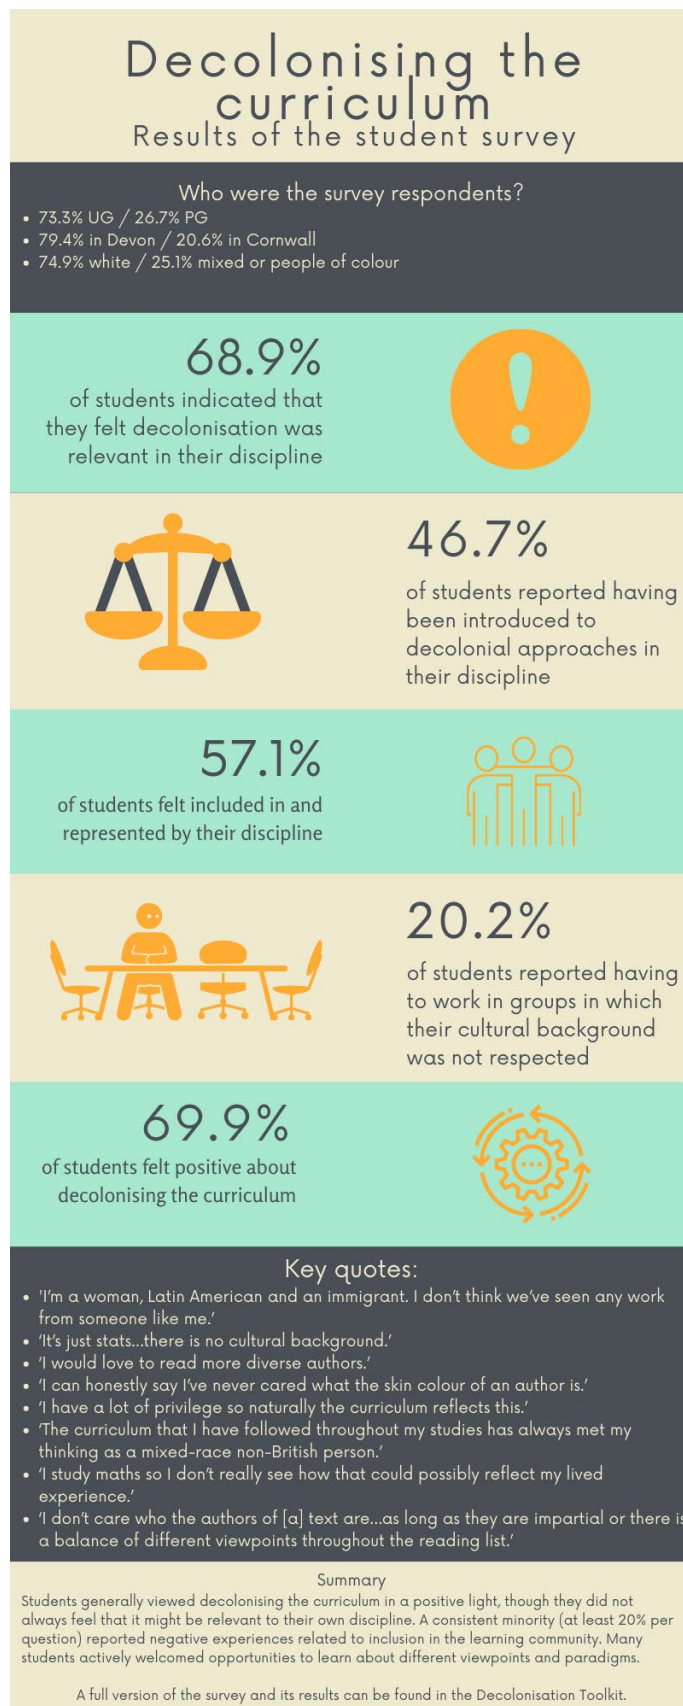 Decolonising the
curriculum
Results of the student survey
Who were the survey respondents?
• 73.3% UG / 26.7% PG
• 79.4% in Devon / 20.6% in Cornwall
• 74.9% white / 25.1% mixed or people of colour
68.9%
of students indicated that
they felt decolonisation was
relevant in their discipline
46.7%
of students reported having
been introduced to
decolonial approaches in
their discipline
57.1%
of students felt included in and
represented by their discipline
20.2%
of students reported having
to work in groups in which
their cultural background
was not respected
69.9%
of students felt positive about
decolonising the curriculum
Key quotes:
• 'I'm a woman, Latin American and an immigrant. I don't think we've seen any work
from someone like me.'
• 'It's just stats...there is no cultural background.'
• 'I would love to read more diverse authors.'
• 'I can honestly say I've never cared what the skin colour of an author is.'
• 'I have a lot of privilege so naturally the curriculum reflects this.'
• 'The curriculum that I have followed throughout my studies has always met my
thinking as a mixed-race non-British person.'
• 'I study maths so I don't really see how that could possibly reflect my lived
experience.'
• 'I don't care who the authors of [a] text are...as long as they are impartial or there is
a balance of different viewpoints throughout the reading list.'
Summary
Students generally viewed decolonising the curriculum in a positive light, though they did not
always feel that it might be relevant to their own discipline. A consistent minority (at least 20% per
question) reported negative experiences related to inclusion in the learning community. Many
students actively welcomed opportunities to learn about different viewpoints and paradigms.
A full version of the survey and its results can be found in the Decolonisation Toolkit.